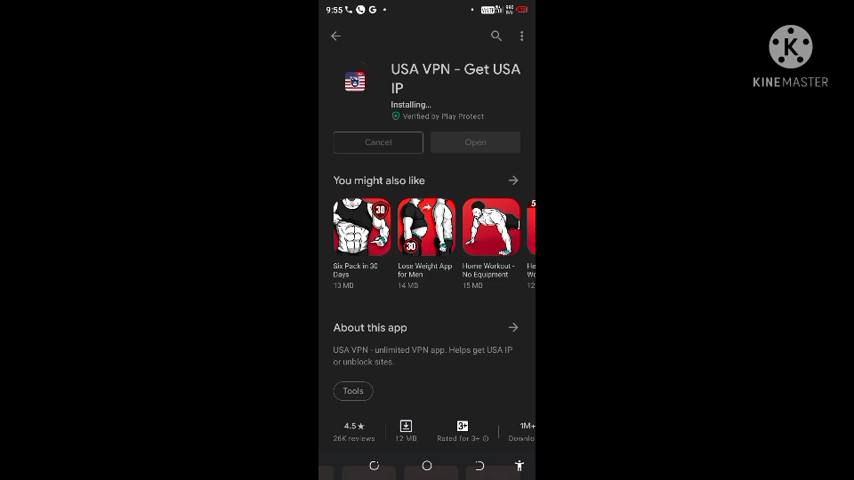 9:55
KINEMASTER
USA VPN - Get USA
IP
Installing...
Verified by Play Protect
Cancel
Open
You might also like
30
30
Six Pack in 30
Days
13 MB
Lose Weight App
for Men
14 MB
Home Workout -
No Equipment
15 MB
12
About this app
USA VPN - unlimited VPN app. Helps get USA IP
or unblock sites.
Tools
4.5★
26K reviews
12 MB
3+
Rated for 3+
1M+
Downlo